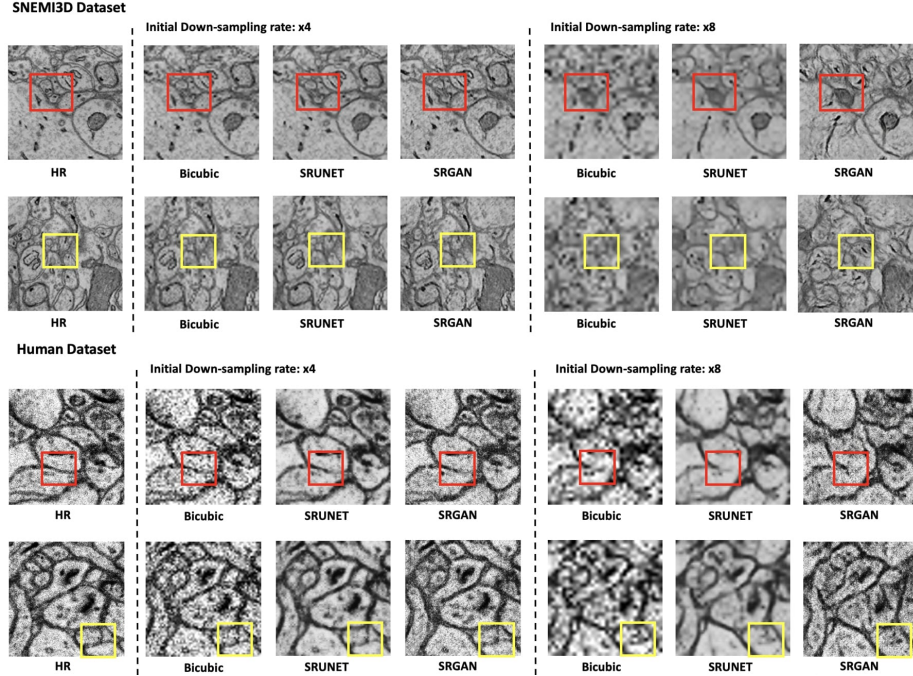 SNEMI3D Dataset
Initial Down-sampling rate: x4
Initial Down-sampling rate: x8
HR
Bicubic
SRUNET
SRGAN
Bicubic
SRUNET
SRGAN
HR
Bicubic
SRUNET
SRGAN
Bicubic
SRUNET
SRGAN
Human Dataset
Initial Down-sampling rate: x4
Initial Down-sampling rate: x8
HR
Bicubic
SRUNET
SRGAN
Bicubic
SRUNET
SRGAN
HR
Bicubic
SRUNET
SRGAN
Bicubic
SRUNET
SRGAN